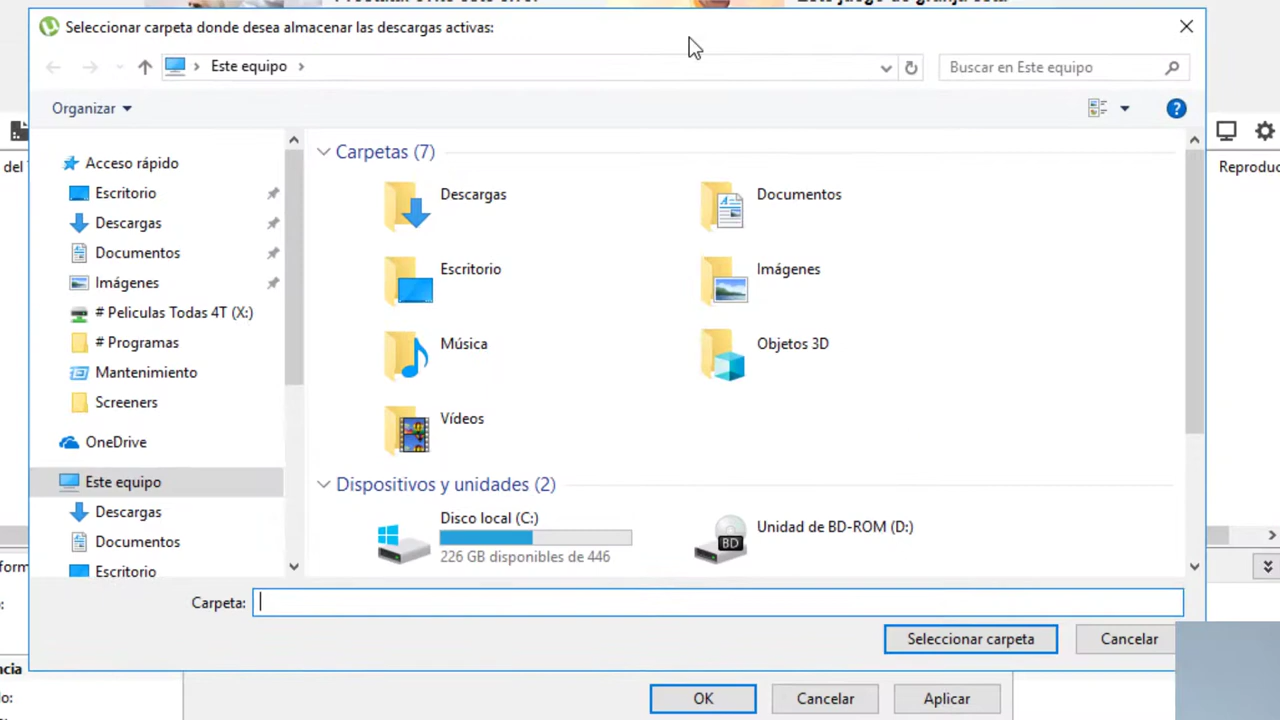 Seleccionar carpeta donde desea almacenar las descargas activas:
Este equipo
Buscar en Este equipo
Organizar
del
Reproduc
Acceso rápido
Escritorio
Descargas
Documentos
Imágenes
# Peliculas Todas 4T (X:)
# Programas
Mantenimiento
Screeners
OneDrive
Este equipo
Descargas
Documentos
Escritorio
Carpetas (7)
Descargas
Documentos
Escritorio
Imágenes
Música
Objetos 3D
Vídeos
Dispositivos y unidades (2)
Disco local (C:)
226 GB disponibles de 446
Unidad de BD-ROM (D:)
BD
Carpeta:
Seleccionar carpeta
Cancelar
form
ncia
do:
OK
Cancelar
Aplicar